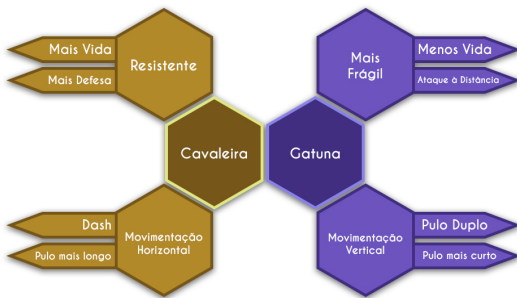 Mais Vida
Mais Defesa
Resistente
Mais
Frágil
Menos Vida
Ataque à Distância
Cavaleira
Gatuna
Dash
Pulo mais longo
Movimentação
Horizontal
Movimentação
Vertical
Pulo Duplo
Pulo mais curto